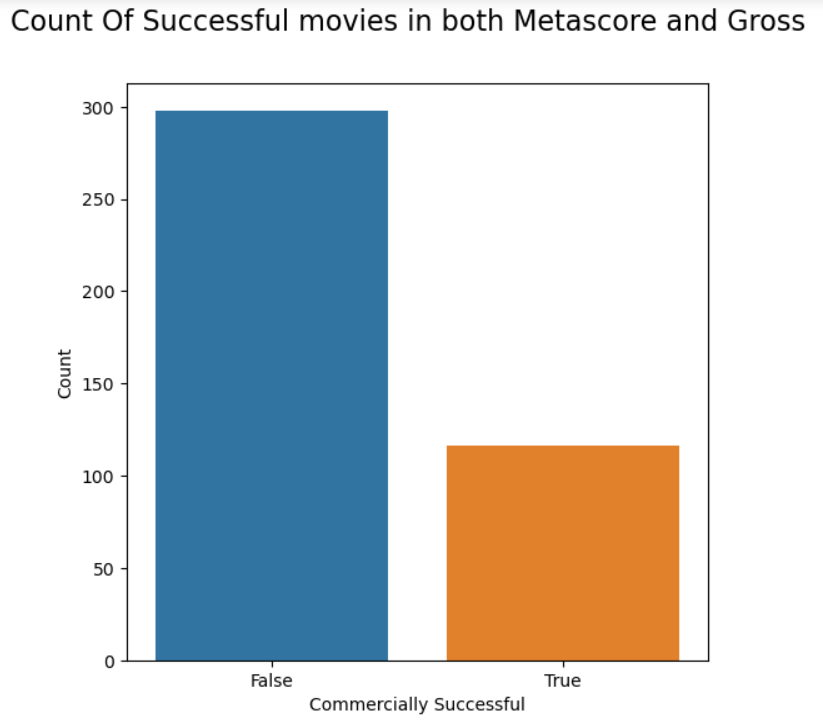 Count Of Successful movies in both Metascore and Gross
300
250
200
150
100
50
0
Count
False True
Commercially Successful